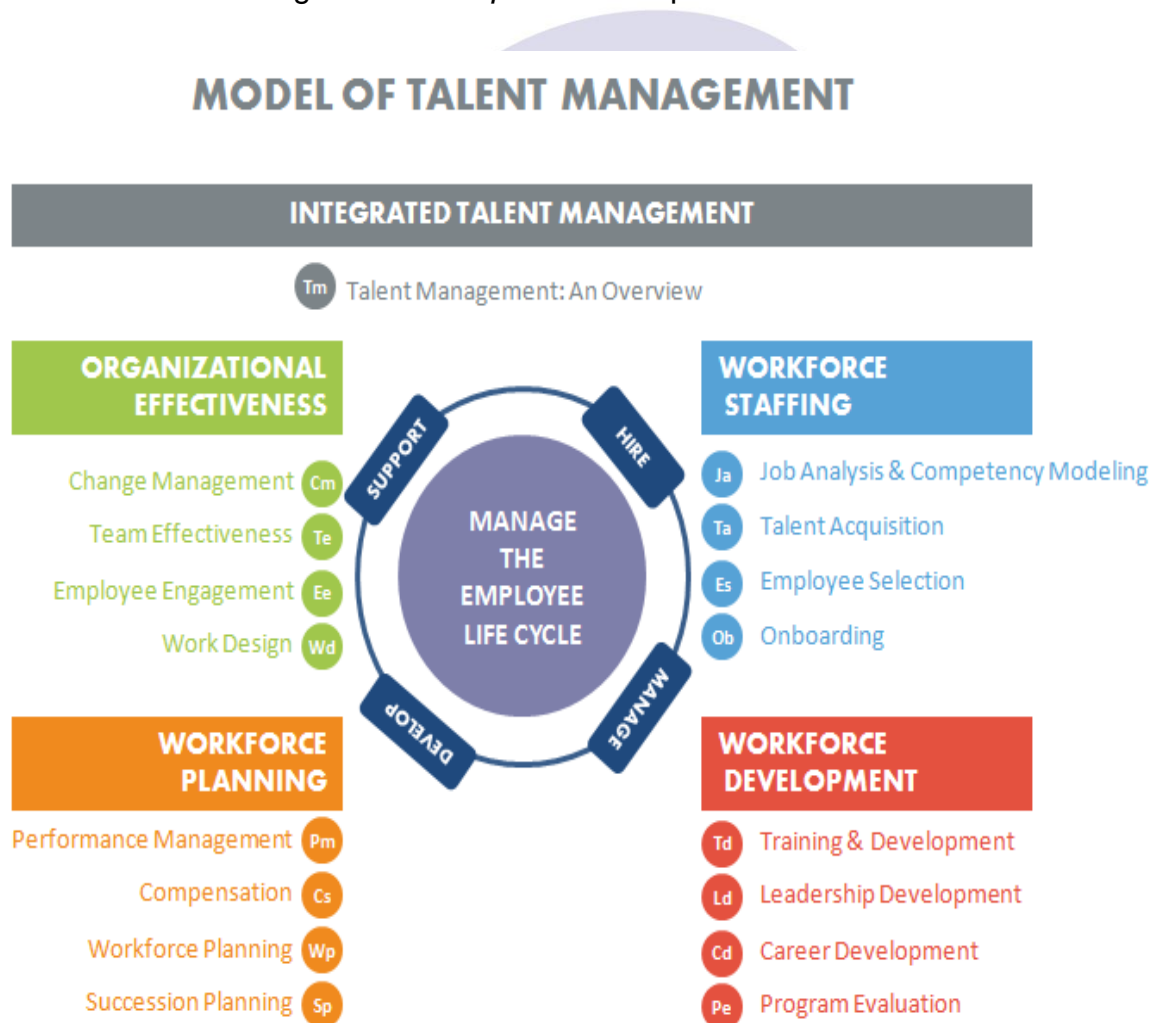 MODEL OF TALENT MANAGEMENT
INTEGRATED TALENT MANAGEMENT
Tm Talent Management: An Overview
ORGANIZATIONAL
EFFECTIVENESS
Change Management Cm
Team Effectiveness Te
Employee Engagement Ee
Work Design Wd
SUPPORT
HIRE
MANAGE
DEVELOP
MANAGE
THE
EMPLOYEE
LIFE CYCLE
WORKFORCE
STAFFING
Ja Job Analysis & Competency Modeling
Ta Talent Acquisition
Es Employee Selection
Ob Onboarding
WORKFORCE
PLANNING
Performance Management Pm
Compensation Cs
Workforce Planning Wp
Succession Planning Sp
WORKFORCE
DEVELOPMENT
Td Training & Development
Ld Leadership Development
Cd Career Development
Pe Program Evaluation